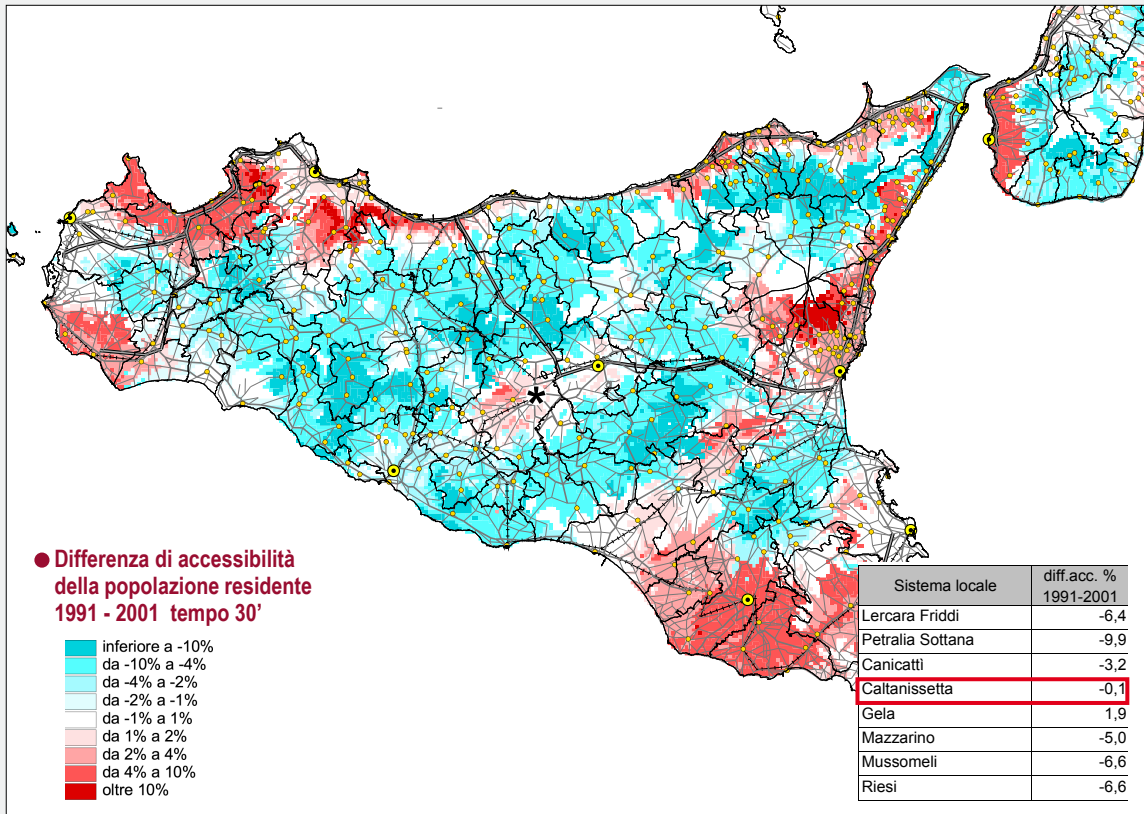 ● Differenza di accessibilità
della popolazione residente
1991 - 2001 tempo 30’
inferiore a -10%
da -10% a -4%
da -4% a -2%
da -2% a -1%
da -1% a 1%
da 1% a 2%
da 2% a 4%
da 4% a 10%
oltre 10%
*
Sistema locale diff.acc. %
1991-2001
Lercara Friddi -6,4
Petralia Sottana -9,9
Canicattì -3,2
Caltanissetta -0,1
Gela 1,9
Mazzarino -5,0
Mussomeli -6,6
Riesi -6,6